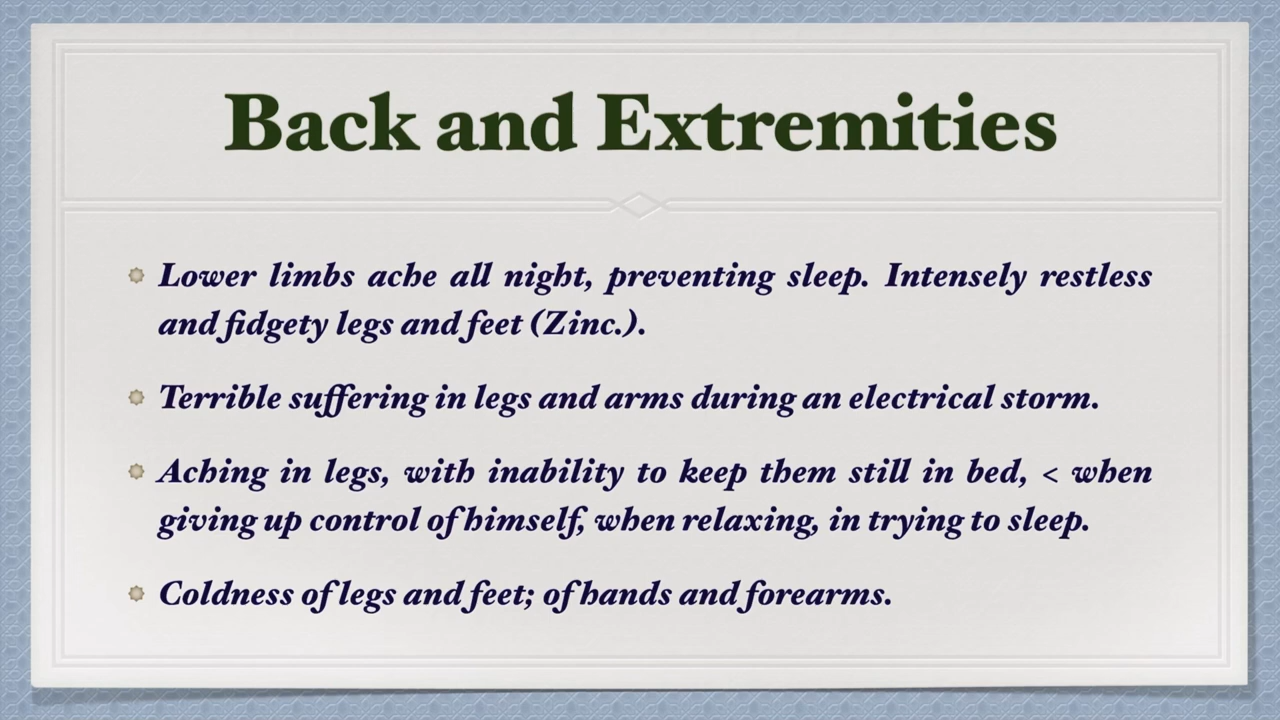 Back and Extremities
Lower limbs ache all night, preventing sleep. Intensely restless
and fidgety legs and feet (Zinc.).
Terrible suffering in legs and arms during an electrical storm.
Aching in legs, with inability to keep them still in bed, < when
giving up control of himself, when relaxing, in trying to sleep.
Coldness of legs and feet; of hands and forearms.